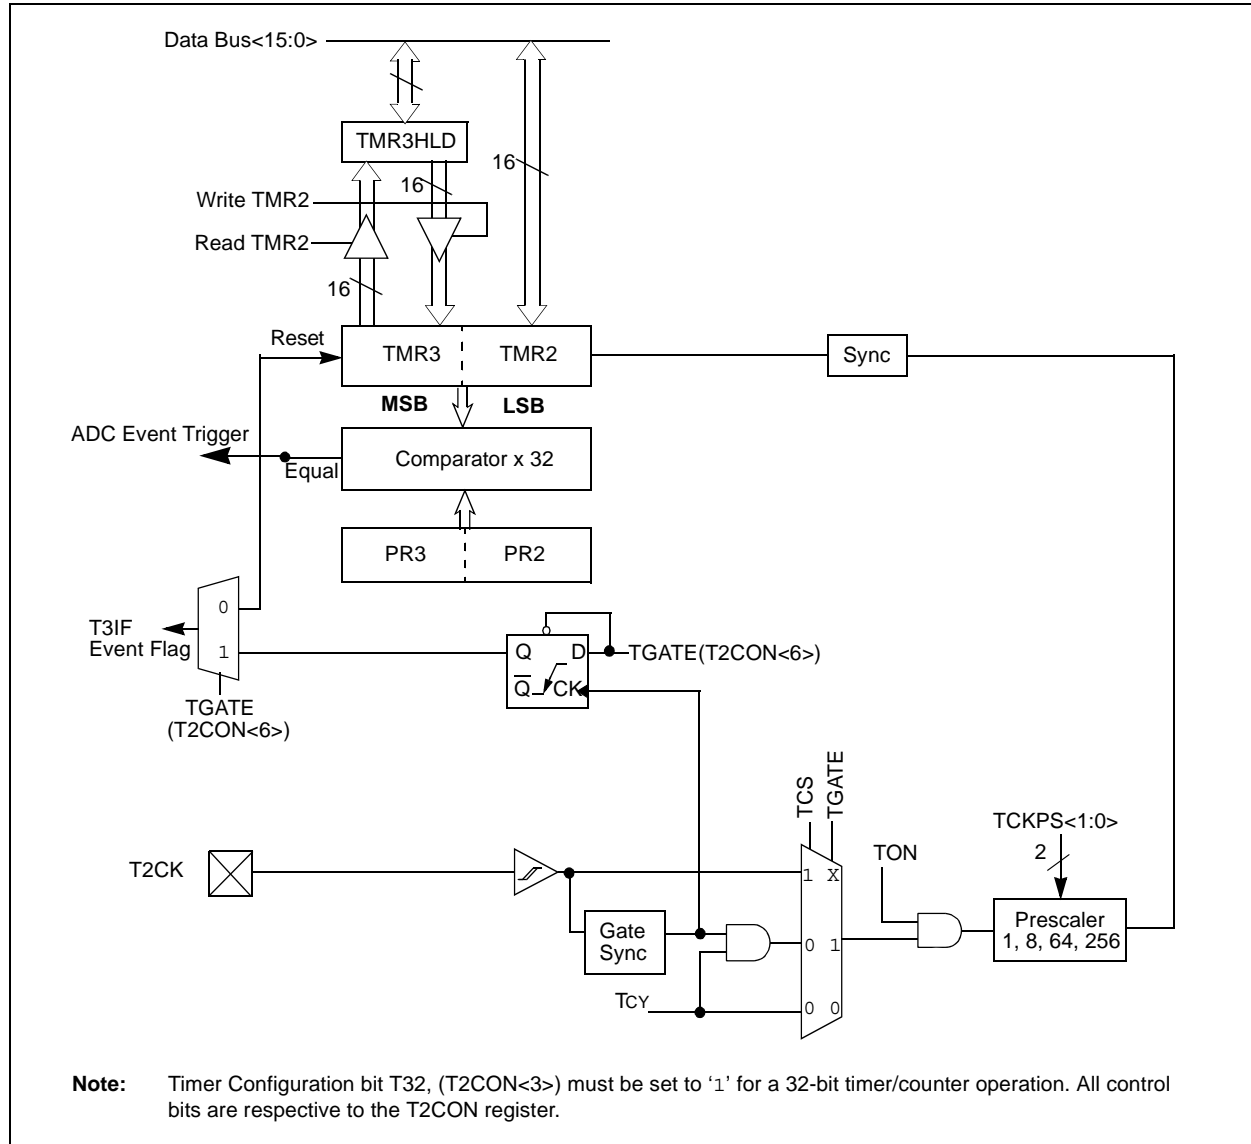 Data Bus<15:0>
TMR3HLD
16
16
Write TMR2
Read TMR2
16
Reset
TMR3
TMR2
Sync
MSB
LSB
ADC Event Trigger
Equal
Comparator x 32
PR3
PR2
0
T3IF
Event Flag
1
Q
D
TGATE(T2CON<6>)
Q
CK
TGATE
(T2CON<6>)
TCS
TGATE
TCKPS<1:0>
2
TON
T2CK
1 X
Prescaler
1, 8, 64, 256
Gate
Sync
0 1
TCY
0 0
Note: Timer Configuration bit T32, (T2CON<3>) must be set to ‘1’ for a 32-bit timer/counter operation. All control
bits are respective to the T2CON register.